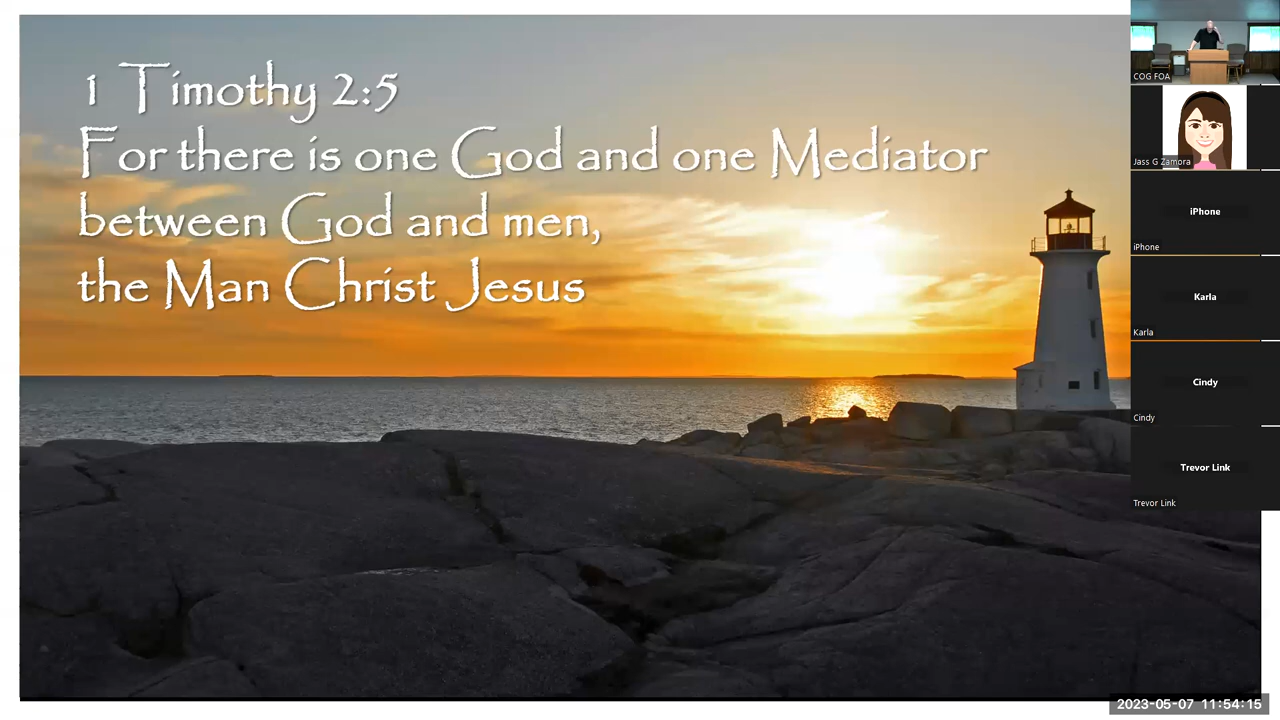 1 Timothy 2:5
For there is one God and one Mediator
between God and men,
the Man Christ Jesus
COG FOA
Jass G Zamora
iPhone
iPhone
Karla
Karla
Cindy
Cindy
Trevor Link
Trevor Link
2023-05-07 11:54:15